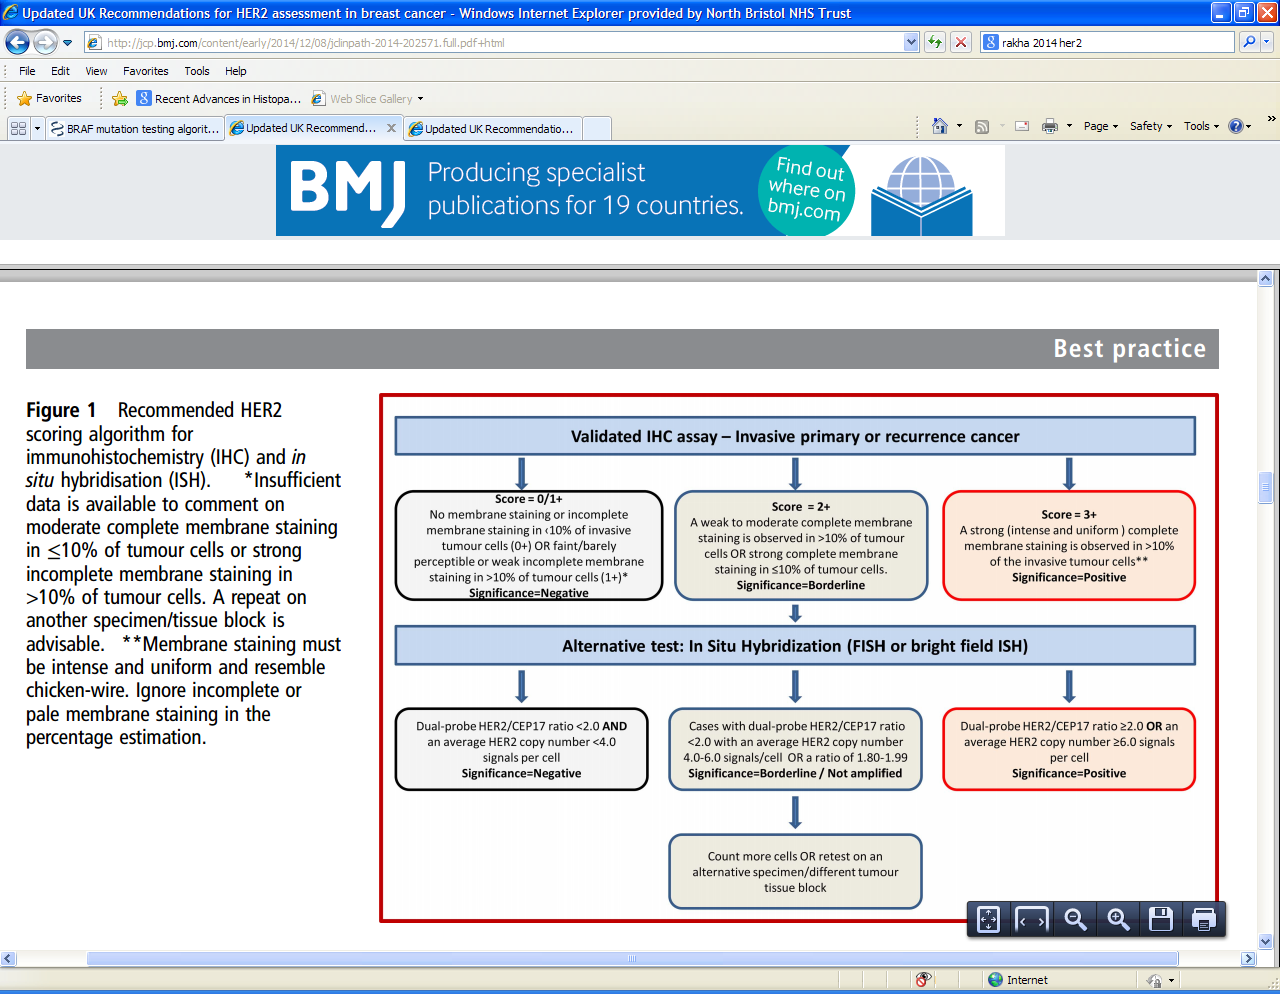 Updated UK Recommendations for HER2 assessment in breast cancer - Windows Internet Explorer provided by North Bristol NHS Trust
http://jcp.bmj.com/content/early/2014/12/08/jclinpath-2014-202571.full.pdf+html
rakha 2014 her2
File Edit View Favorites Tools Help
Favorites
Recent Advances in Histopa...
Web Slice Gallery
BRAF mutation testing algorit...
Updated UK Recommend...
Updated UK Recommendatio...
Page Safety Tools
BMJ
Producing specialist
publications for 19 countries.
Find out
where on
bmj.com
Best practice
Figure 1 Recommended HER2
scoring algorithm for
immunohistochemistry (IHC) and in
situ hybridisation (ISH). *Insufficient
data is available to comment on
moderate complete membrane staining
in ≤10% of tumour cells or strong
incomplete membrane staining in
>10% of tumour cells. A repeat on
another specimen/tissue block is
advisable. **Membrane staining must
be intense and uniform and resemble
chicken-wire. Ignore incomplete or
pale membrane staining in the
percentage estimation.
Validated IHC assay – Invasive primary or recurrence cancer
Score = 0/1+
No membrane staining or incomplete
membrane staining in <10% of invasive
tumour cells (0+) OR faint/barely
perceptible or weak incomplete membrane
staining in >10% of tumour cells (1+)*
Significance=Negative
Score = 2+
A weak to moderate complete membrane
staining is observed in >10% of tumour
cells OR strong complete membrane
staining in ≤10% of tumour cells.
Significance=Borderline
Score = 3+
A strong (intense and uniform ) complete
membrane staining is observed in >10%
of the invasive tumour cells**
Significance=Positive
Alternative test: In Situ Hybridization (FISH or bright field ISH)
Dual-probe HER2/CEP17 ratio <2.0 AND
an average HER2 copy number <4.0
signals per cell
Significance=Negative
Cases with dual-probe HER2/CEP17 ratio
<2.0 with an average HER2 copy number
4.0-6.0 signals/cell OR a ratio of 1.80-1.99
Significance=Borderline / Not amplified
Dual-probe HER2/CEP17 ratio ≥2.0 OR an
average HER2 copy number ≥6.0 signals
per cell
Significance=Positive
Count more cells OR retest on an
alternative specimen/different tumour
tissue block
Internet